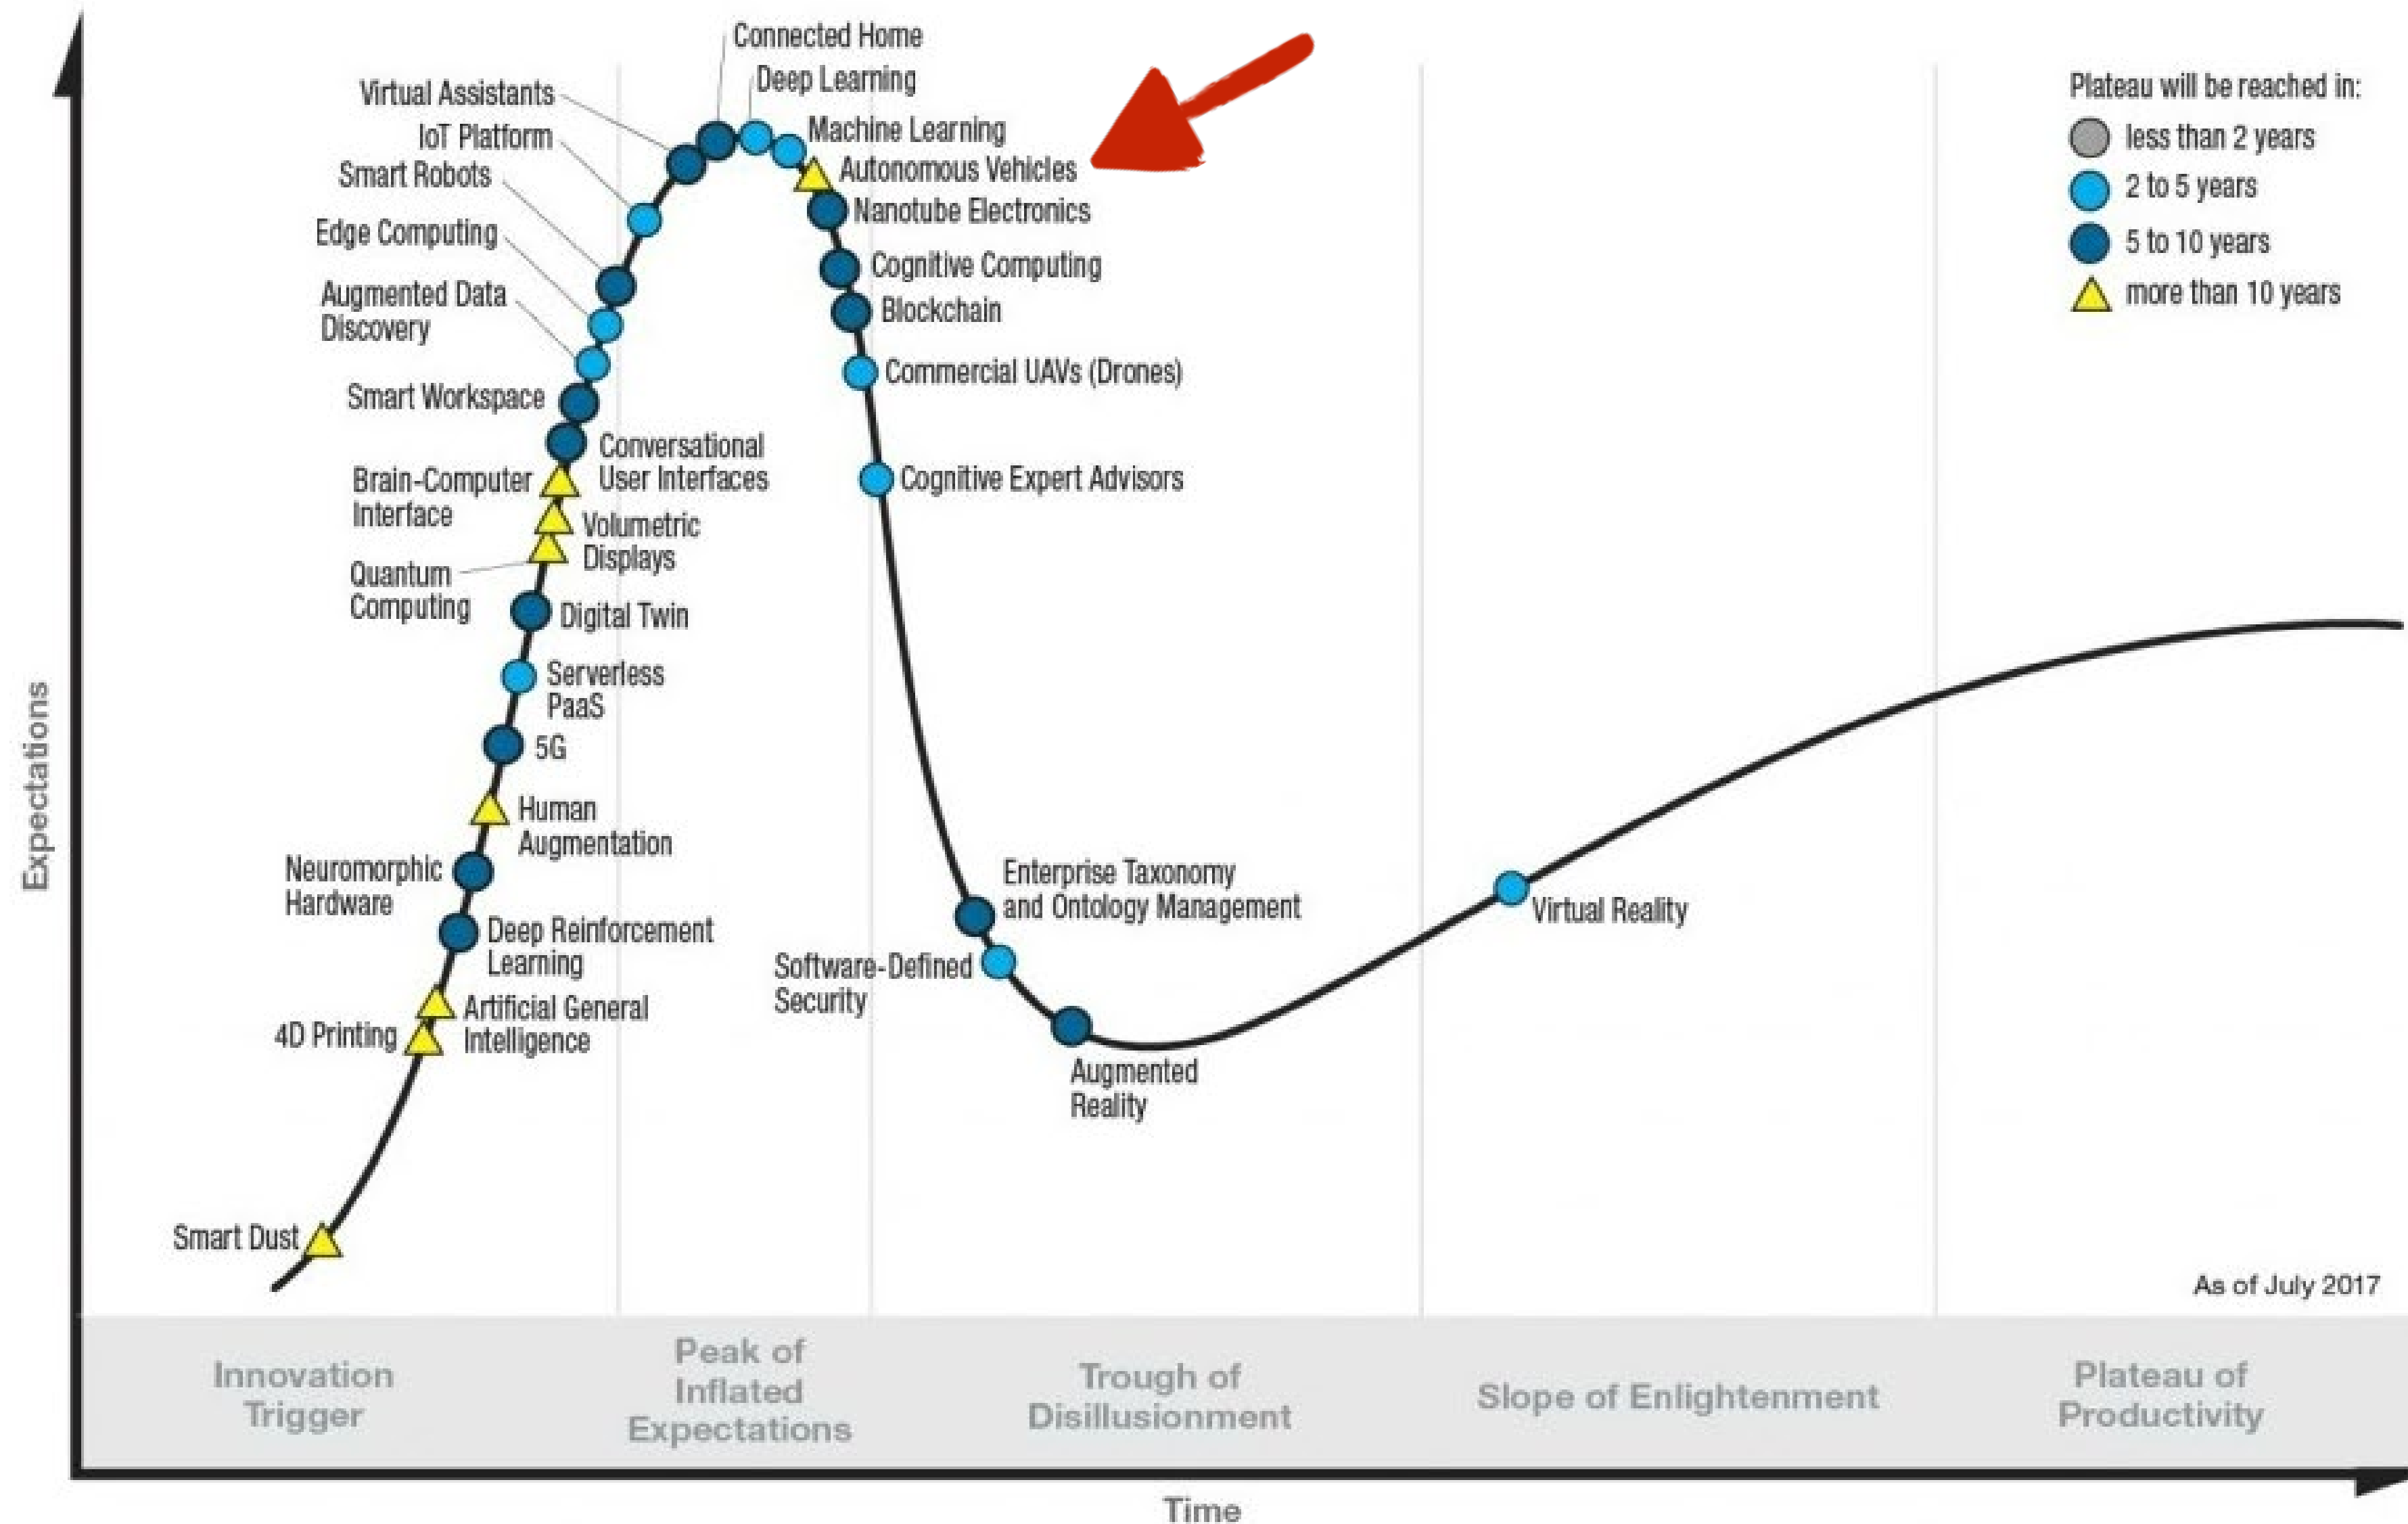 Connected Home
Deep Learning
Virtual Assistants
Machine Learning
IoT Platform
Autonomous Vehicles
Smart Robots
Nanotube Electronics
Edge Computing
Cognitive Computing
Augmented Data
Discovery
Blockchain
Commercial UAVs (Drones)
Smart Workspace
Conversational
User Interfaces
Cognitive Expert Advisors
Brain-Computer
Interface
Volumetric
Displays
Quantum
Computing
Digital Twin
Serverless
PaaS
5G
Human
Augmentation
Neuromorphic
Hardware
Deep Reinforcement
Learning
Artificial General
Intelligence
4D Printing
Smart Dust
Enterprise Taxonomy
and Ontology Management
Software-Defined
Security
Augmented
Reality
Virtual Reality
Plateau will be reached in:
less than 2 years
2 to 5 years
5 to 10 years
more than 10 years
As of July 2017
Expectations
Innovation
Trigger
Peak of
Inflated
Expectations
Trough of
Disillusionment
Slope of Enlightenment
Plateau of
Productivity
Time